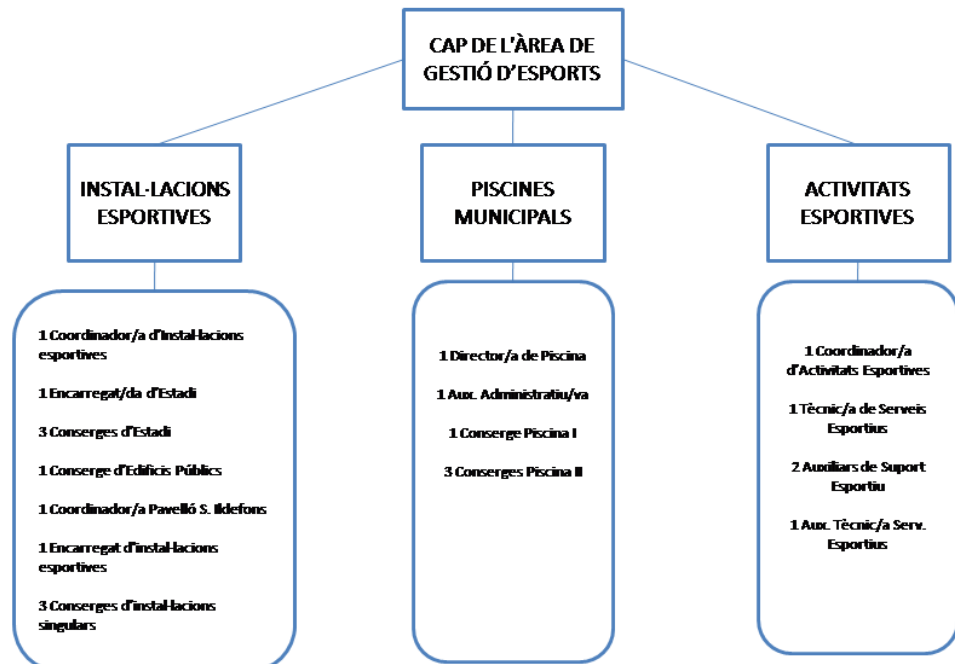 CAP DE L'ÀREA DE
GESTIÓ D'ESPORTS
INSTAL·LACIONS
ESPORTIVES
1 Coordinador/a d'Instal·lacions
esportives
1 Encarregat/da d'Estadi
3 Conserges d'Estadi
1 Conserge d'Edificis Públics
1 Coordinador/a Pavelló S. Ildefons
1 Encarregat d'instal·lacions
esportives
3 Conserges d'instal·lacions
singulars
PISCINES
MUNICIPALS
1 Director/a de Piscina
1 Aux. Administratiu/va
1 Conserge Piscina I
3 Conserges Piscina II
ACTIVITATS
ESPORTIVES
1 Coordinador/a
d'Activitats Esportives
1 Tècnic/a de Serveis
Esportius
2 Auxiliars de Suport
Esportiu
1 Aux. Tècnic/a Serv.
Esportius